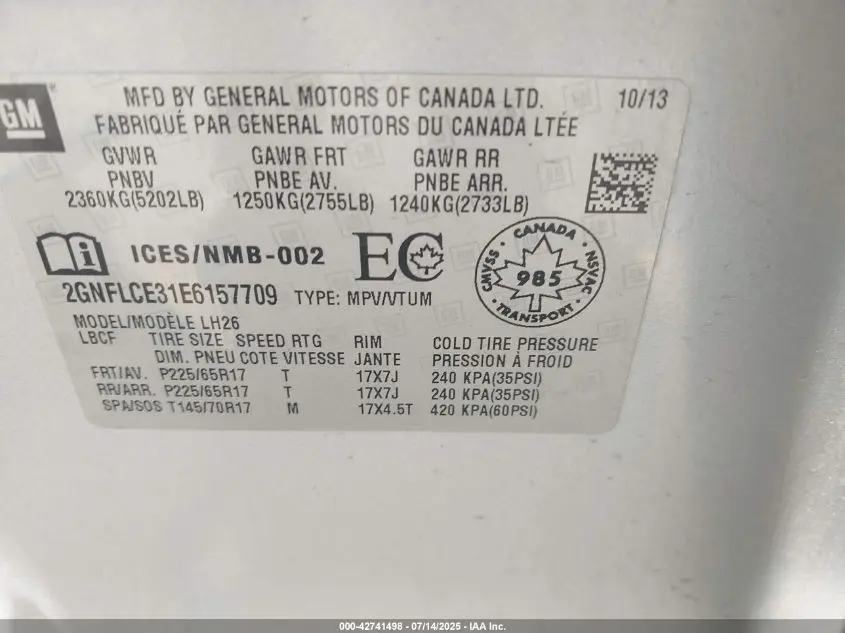 GM
MFD BY GENERAL MOTORS OF CANADA LTD. 10/13
FABRIQUÉ PAR GENERAL MOTORS DU CANADA LTÉE
GVWR GAWR FRT GAWR RR
PNBV PNBE AV. PNBE ARR.
2360KG(5202LB) 1250KG(2755LB) 1240KG(2733LB)
ICES/NMB-002 EC
CANADA
CMVSS 985 NSVAC
TRANSPORT
2GNFLCE31E6157709 TYPE: MPV/VTUM
MODEL/MODÈLE LH26
LBCF TIRE SIZE SPEED RTG RIM COLD TIRE PRESSURE
DIM. PNEU COTE VITESSE JANTE PRESSION À FROID
FRT/AV. P225/65R17 T 17X7J 240 KPA(35PSI)
RR/ARR. P225/65R17 T 17X7J 240 KPA(35PSI)
SPA/SOS T145/70R17 M 17X4.5T 420 KPA(60PSI)
000-42741498 - 07/14/2025 - IAA Inc.